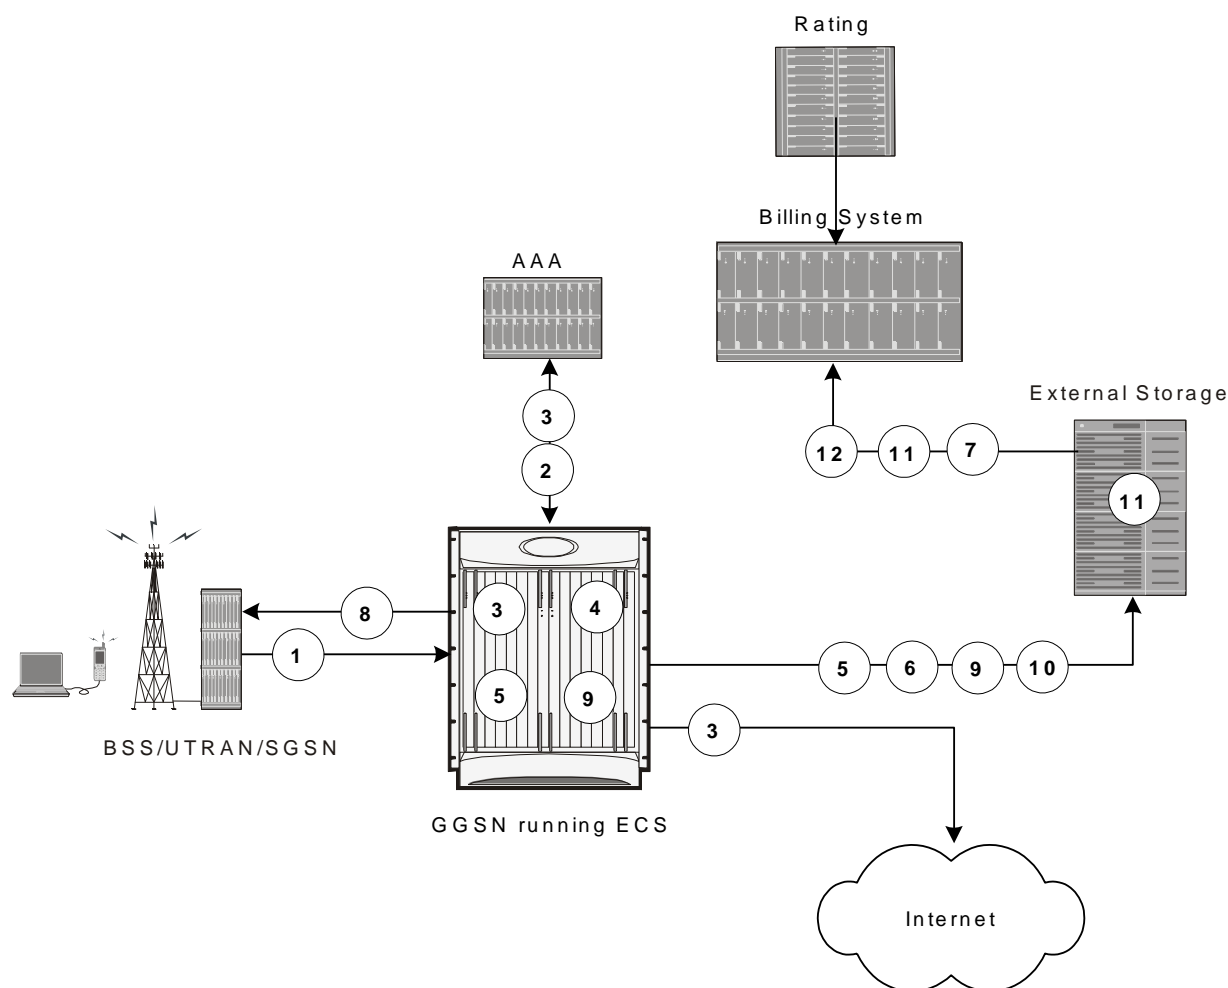 Rating
Billing System
AAA
External Storage
3
12
11
7
2
11
3
4
8
1
5
6
9
10
5
9
3
BSS/UTRAN/SGSN
GGSN running ECS
Internet